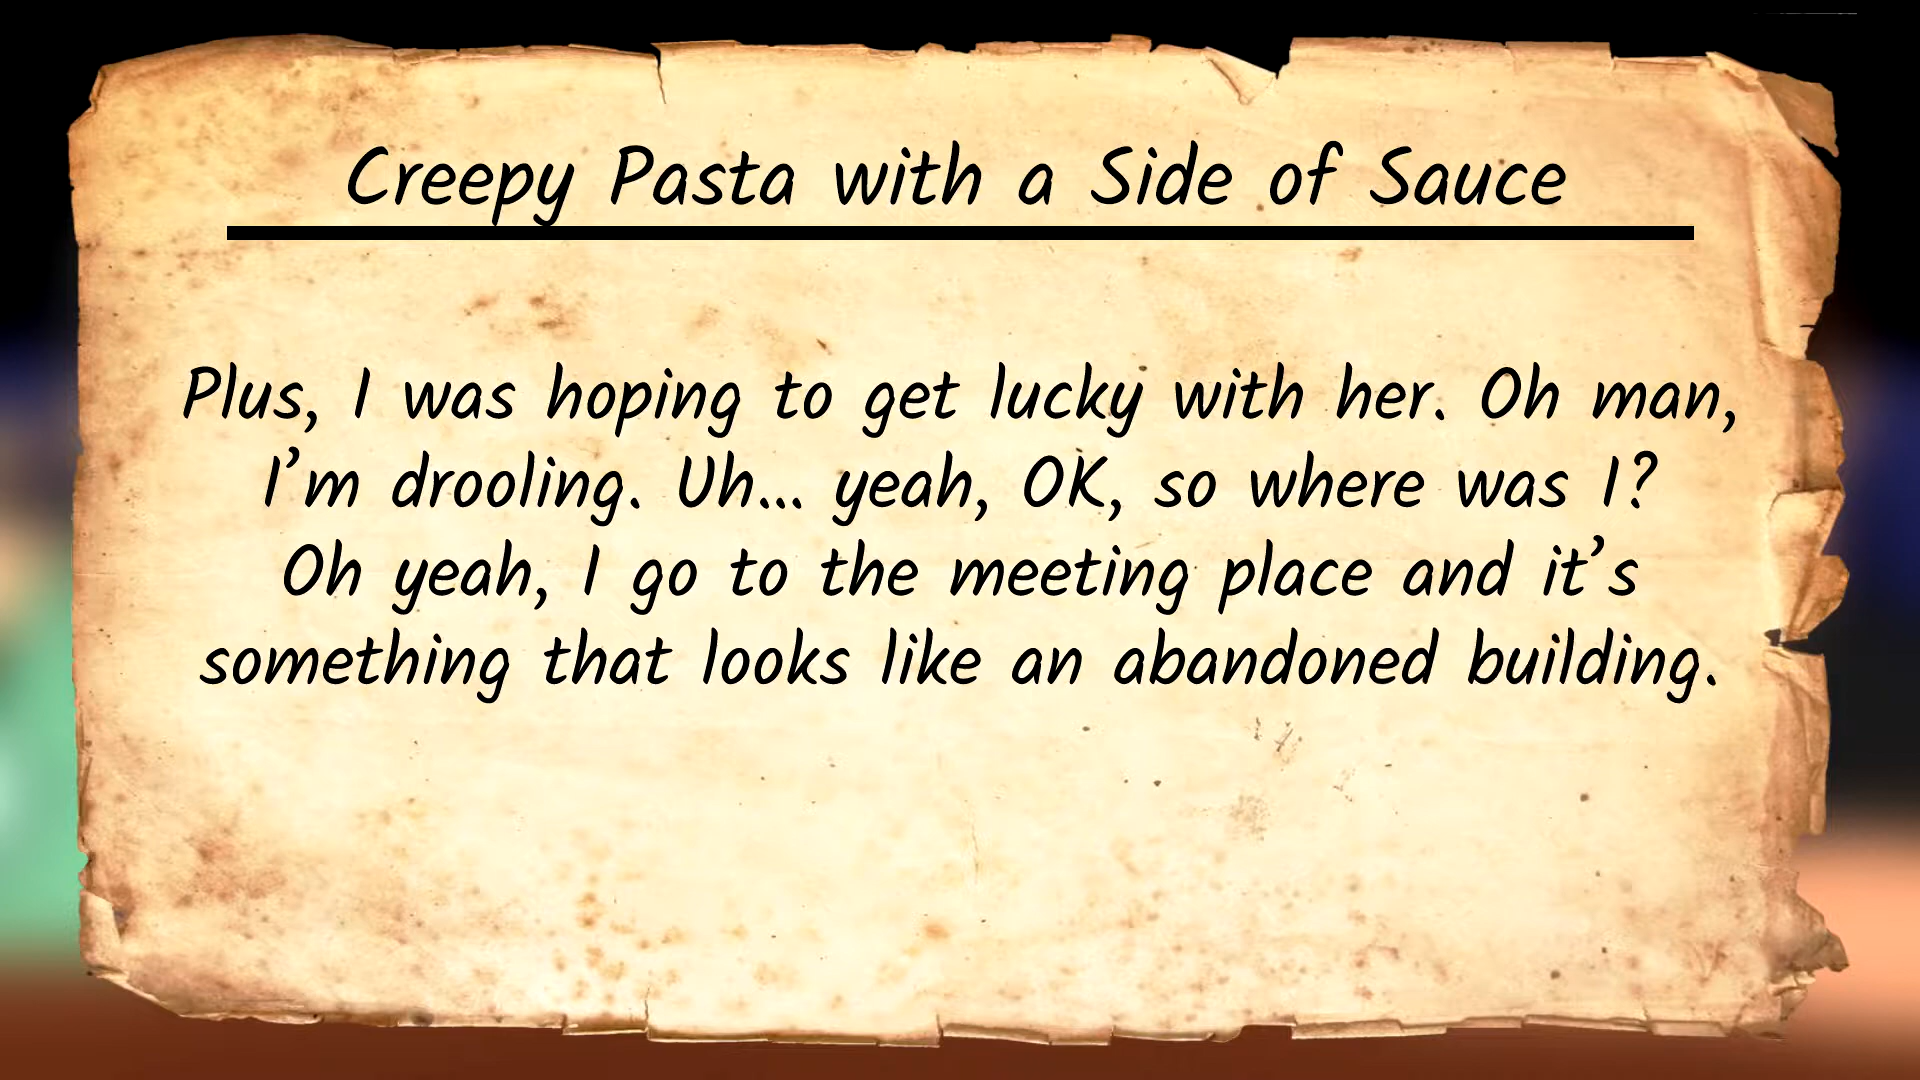 Creepy Pasta with a Side of Sauce
Plus, I was hoping to get lucky with her. Oh man,
I'm drooling. Uh... yeah, OK, so where was I?
Oh yeah, I go to the meeting place and it's
something that looks like an abandoned building.